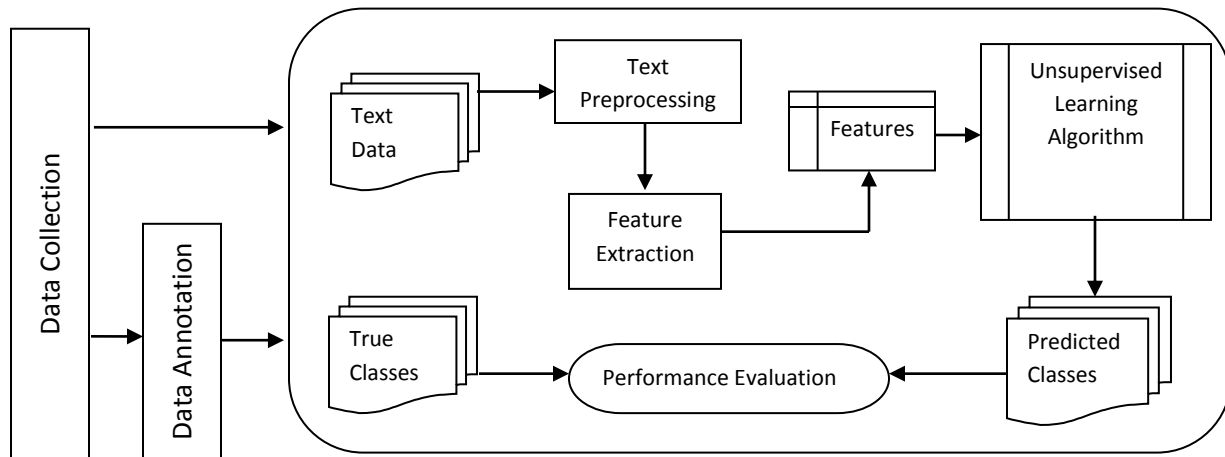 Data Collection
Data Annotation
Text
Data
Text
Preprocessing
Feature
Extraction
Features
Unsupervised
Learning
Algorithm
True
Classes
Performance Evaluation
Predicted
Classes